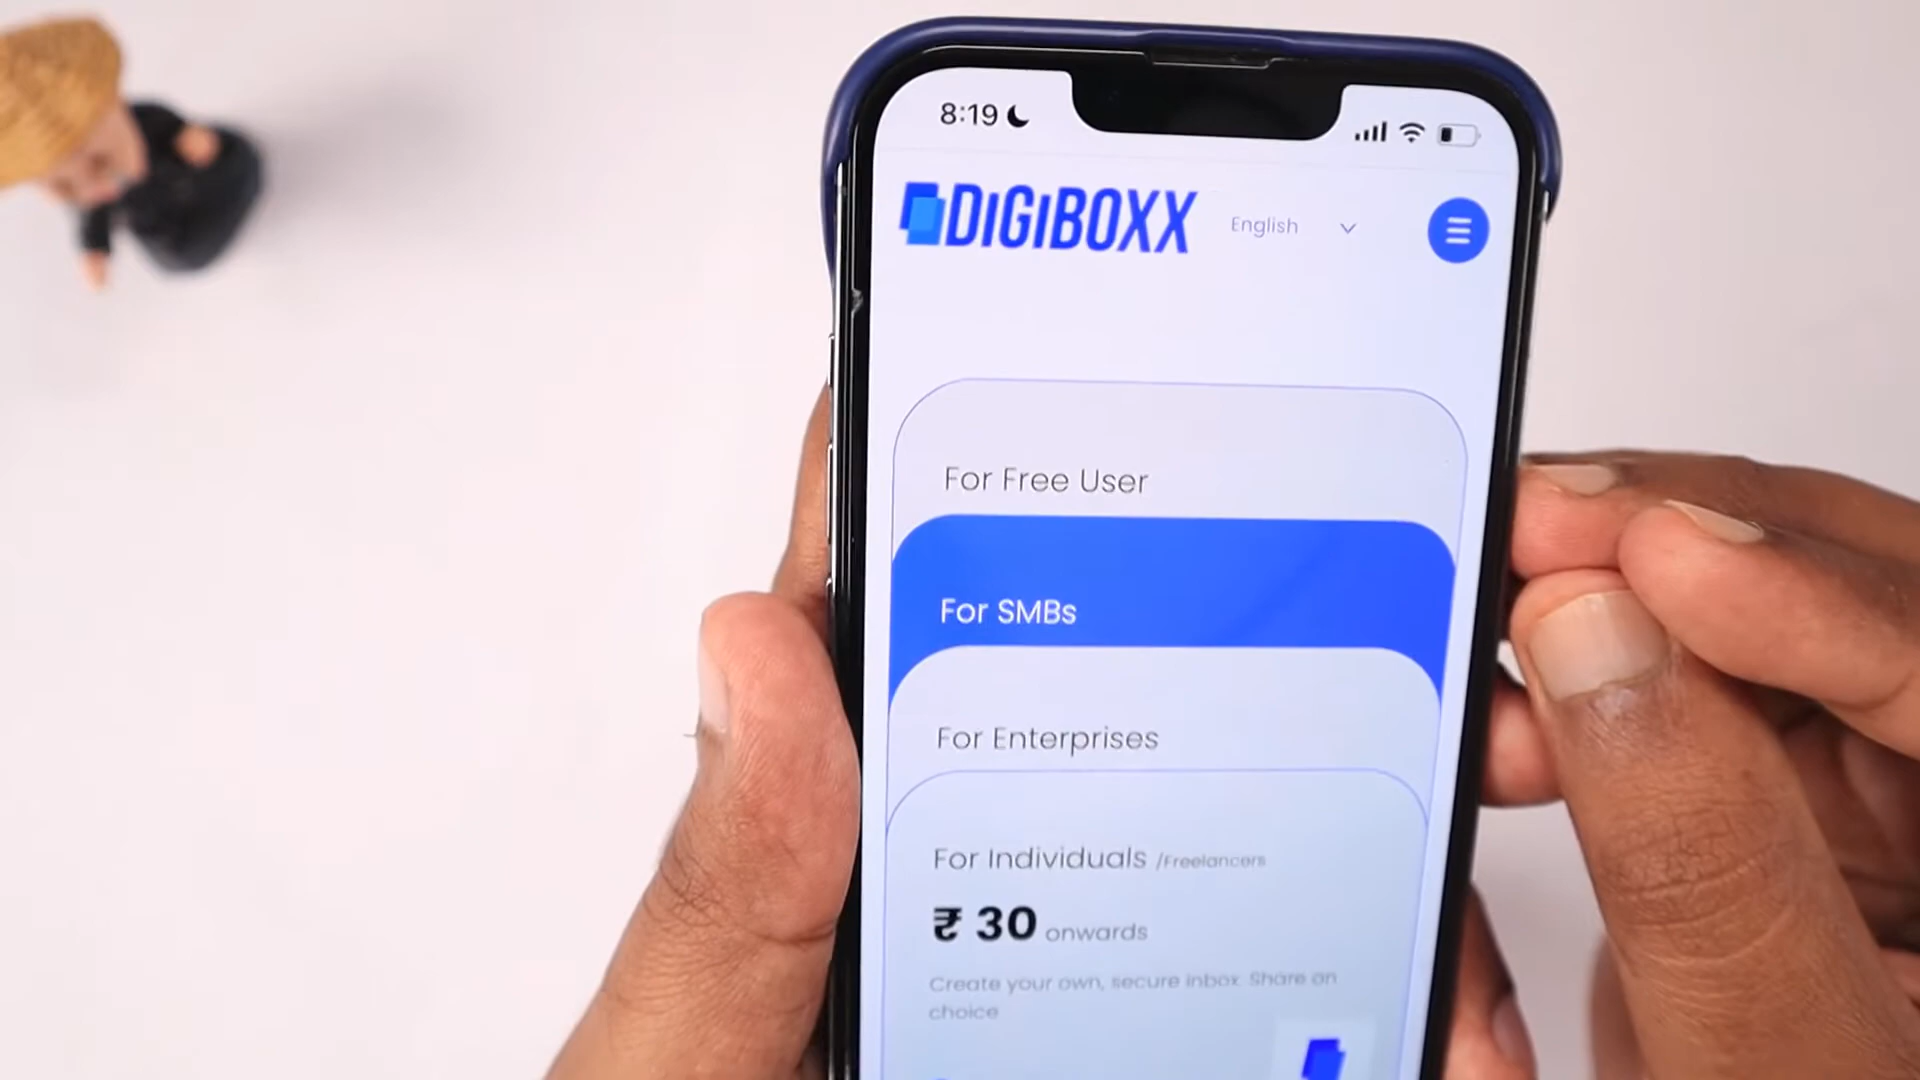 8:19
DIGIBOXX
English
For Free User
For SMBs
For Enterprises
For Individuals /Freelancers
₹ 30 onwards
Create your own, secure inbox. Share on
choice